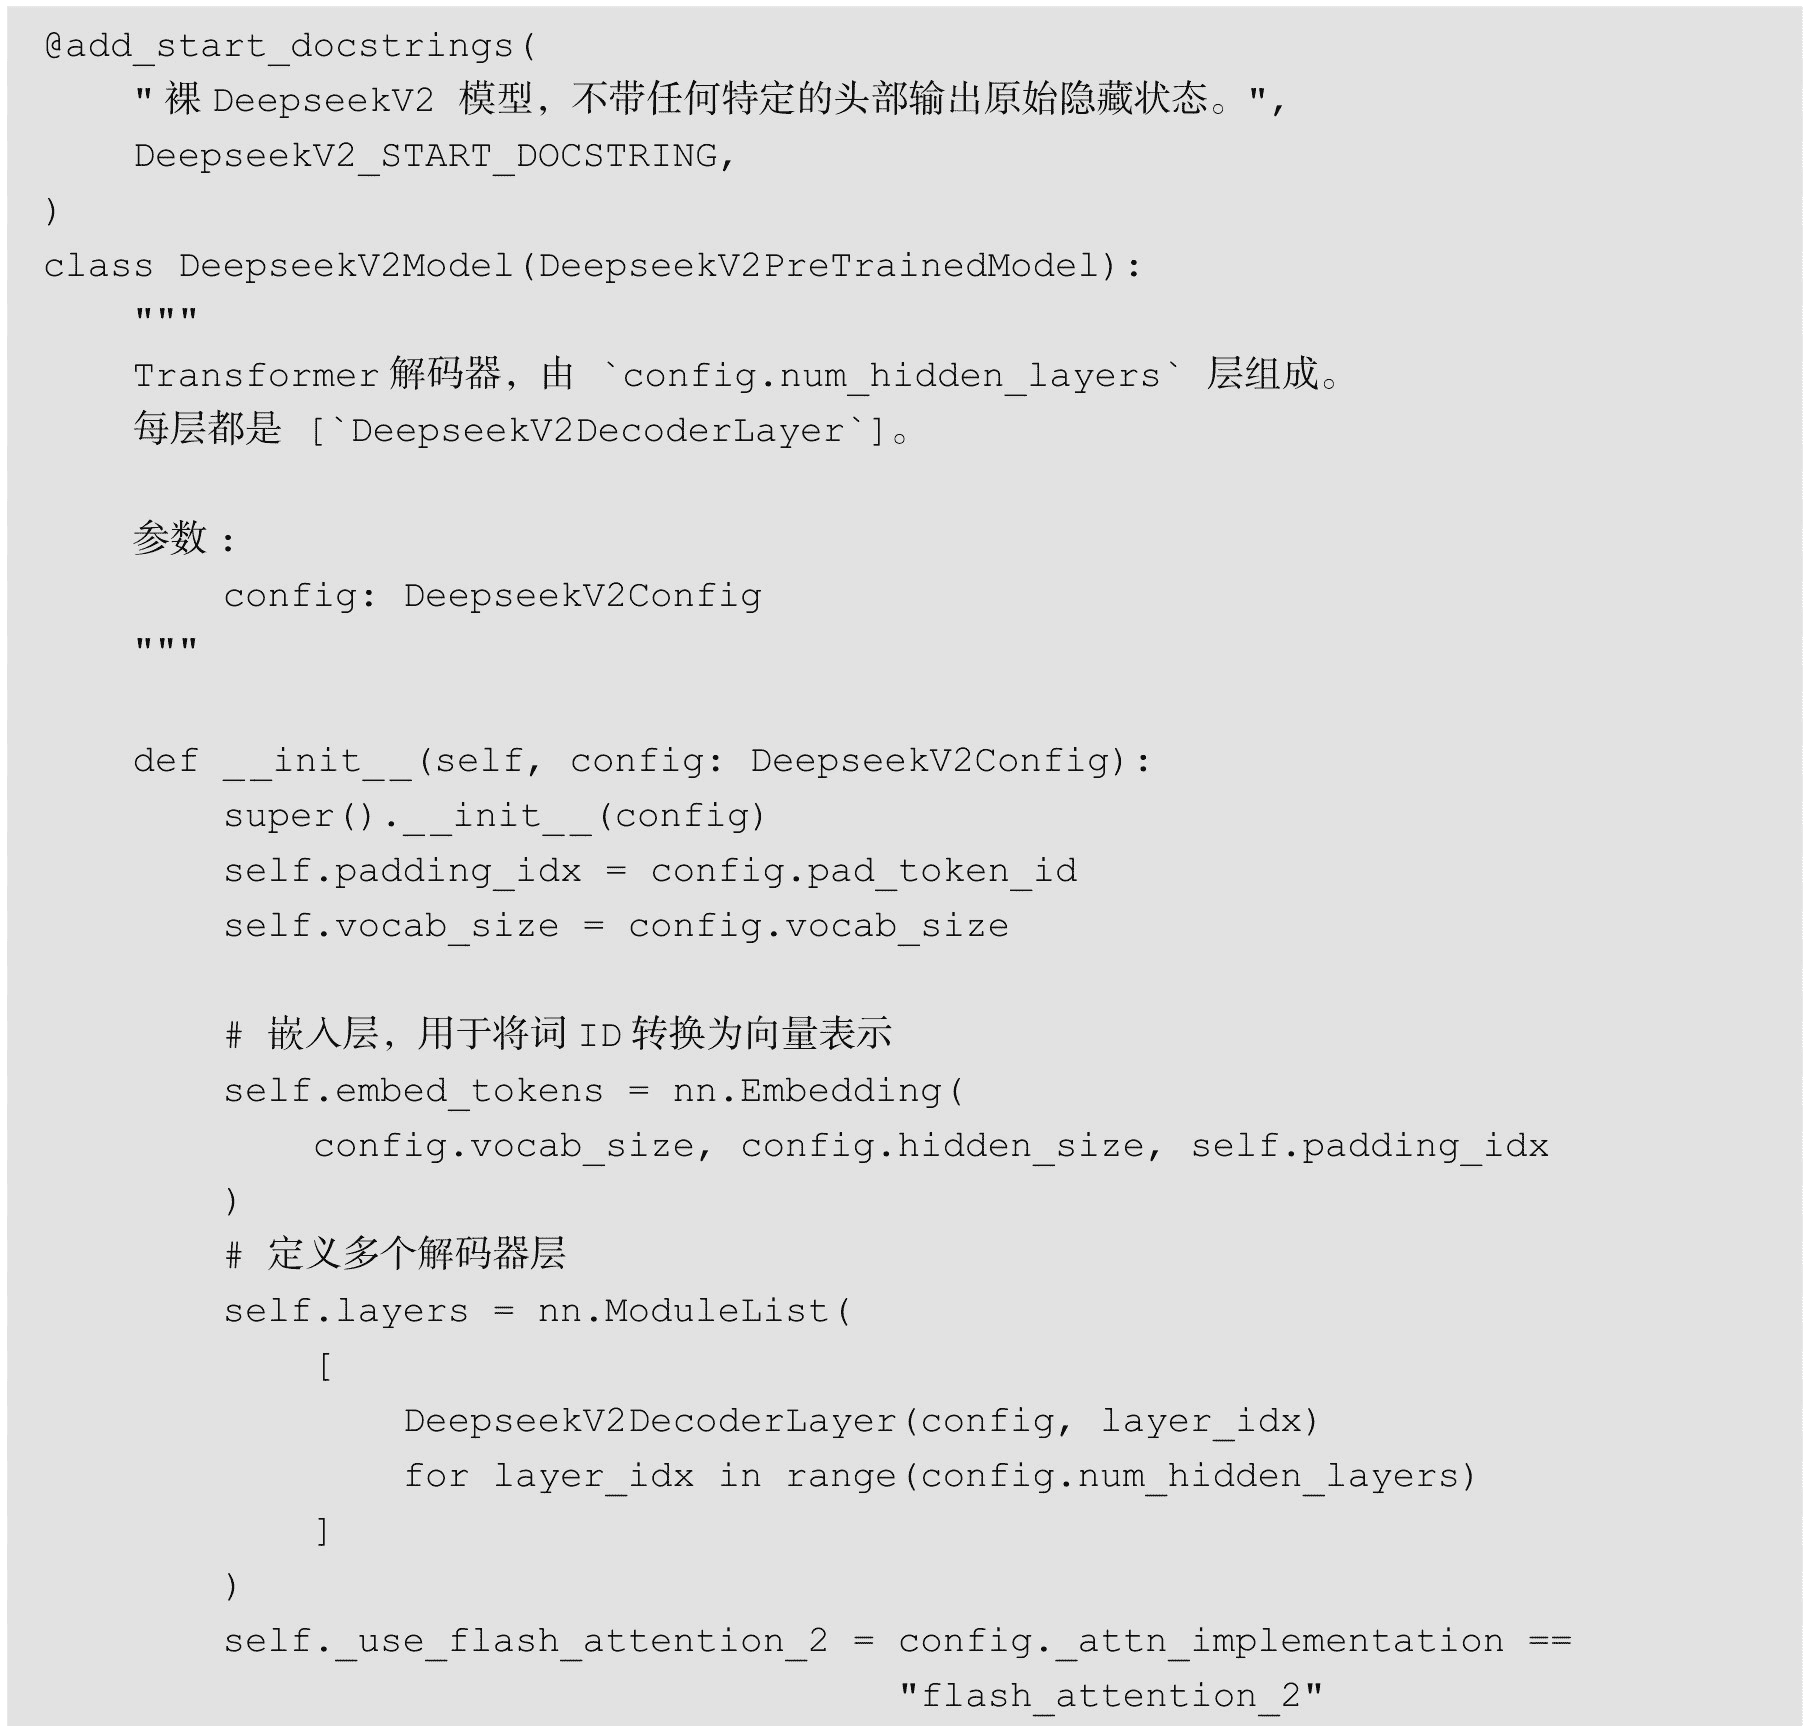 @add_start_docstrings(
    "裸 DeepseekV2 模型，不带任何特定的头部输出原始隐藏状态。",
    DeepseekV2_START_DOCSTRING,
)
class DeepseekV2Model(DeepseekV2PreTrainedModel):
    """
    Transformer 解码器，由 `config.num_hidden_layers` 层组成。
    每层都是 [`DeepseekV2DecoderLayer`]。

    参数：
        config: DeepseekV2Config
    """

    def __init__(self, config: DeepseekV2Config):
        super().__init__(config)
        self.padding_idx = config.pad_token_id
        self.vocab_size = config.vocab_size

        # 嵌入层，用于将词 ID 转换为向量表示
        self.embed_tokens = nn.Embedding(
            config.vocab_size, config.hidden_size, self.padding_idx
        )
        # 定义多个解码器层
        self.layers = nn.ModuleList(
            [
                DeepseekV2DecoderLayer(config, layer_idx)
                for layer_idx in range(config.num_hidden_layers)
            ]
        )
        self._use_flash_attention_2 = config._attn_implementation ==
                                      "flash_attention_2"